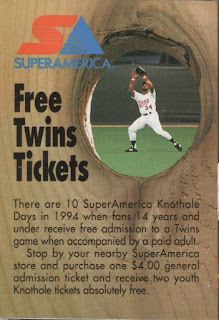 SUPERAMERICA
Free
Twins
Tickets
Twins
34
There are 10 SuperAmerica Knothole
Days in 1994 when fans 14 years and
under receive free admission to a Twins
game when accompanied by a paid adult.
Stop by your nearby SuperAmerica
store and purchase one $4.00 general
admission ticket and receive two youth
Knothole tickets absolutely free.